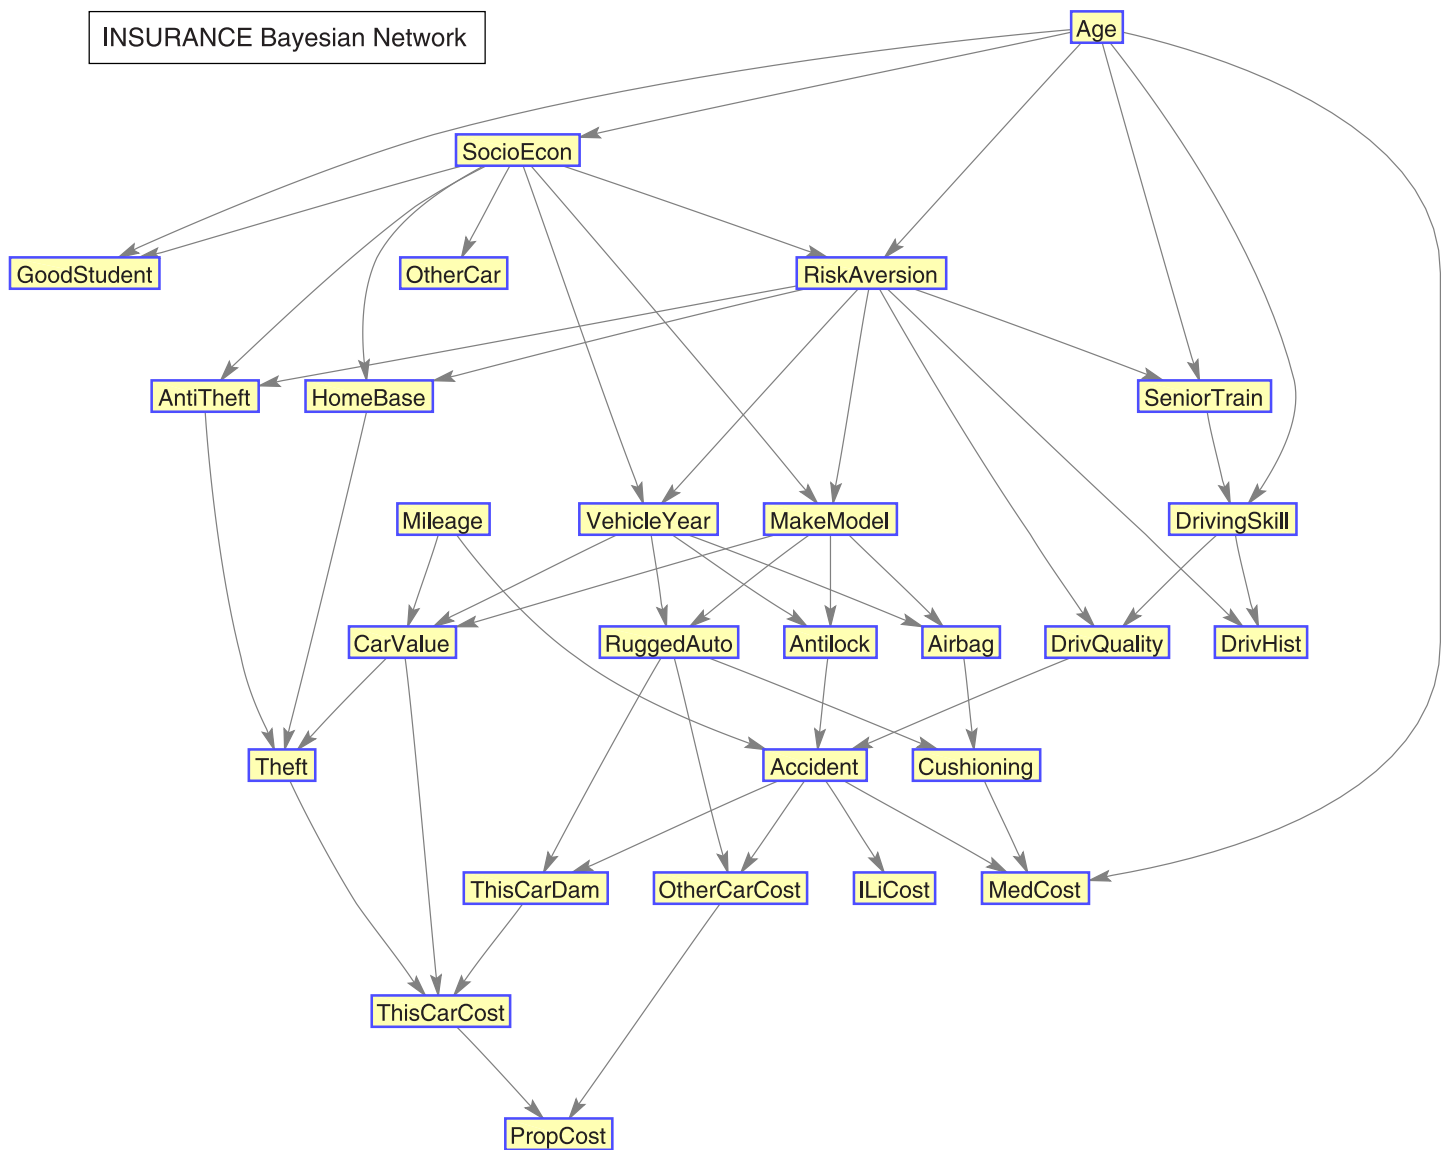 INSURANCE Bayesian Network
Age
SocioEcon
GoodStudent
OtherCar
RiskAversion
AntiTheft
HomeBase
SeniorTrain
Mileage
VehicleYear
MakeModel
DrivingSkill
CarValue
RuggedAuto
Antilock
Airbag
DrivQuality
DrivHist
Theft
Accident
Cushioning
ThisCarDam
OtherCarCost
ILiCost
MedCost
ThisCarCost
PropCost